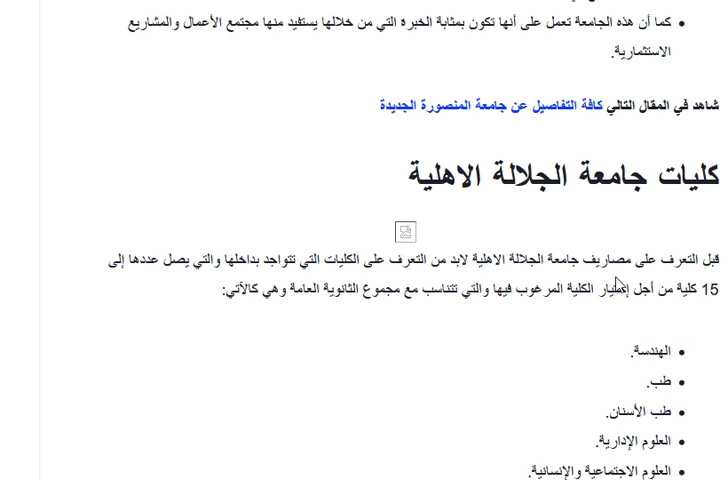 كما أن هذه الجامعة تعمل على أنها تكون بمثابة الخبره التي من خلالها يستفيد منها مجتمع الأعمال والمشاريع
الاستثمارية.
شاهد في المقال التالي كافة التفاصيل عن جامعة المنصورة الجديدة
كليات جامعة الجلالة الاهلية
قبل التعرف على مصاريف جامعة الجلالة الاهلية لابد من التعرف على الكليات التي تتواجد بداخلها والتي يصل عددها إلى
15 كلية من أجل إختيار الكلية المرغوب فيها والتي تتناسب مع مجموع الثانوية العامة وهي كالآتي:
الهندسة.
طب.
طب الأسنان.
العلوم الإدارية.
العلوم الاجتماعية والإنسانية.